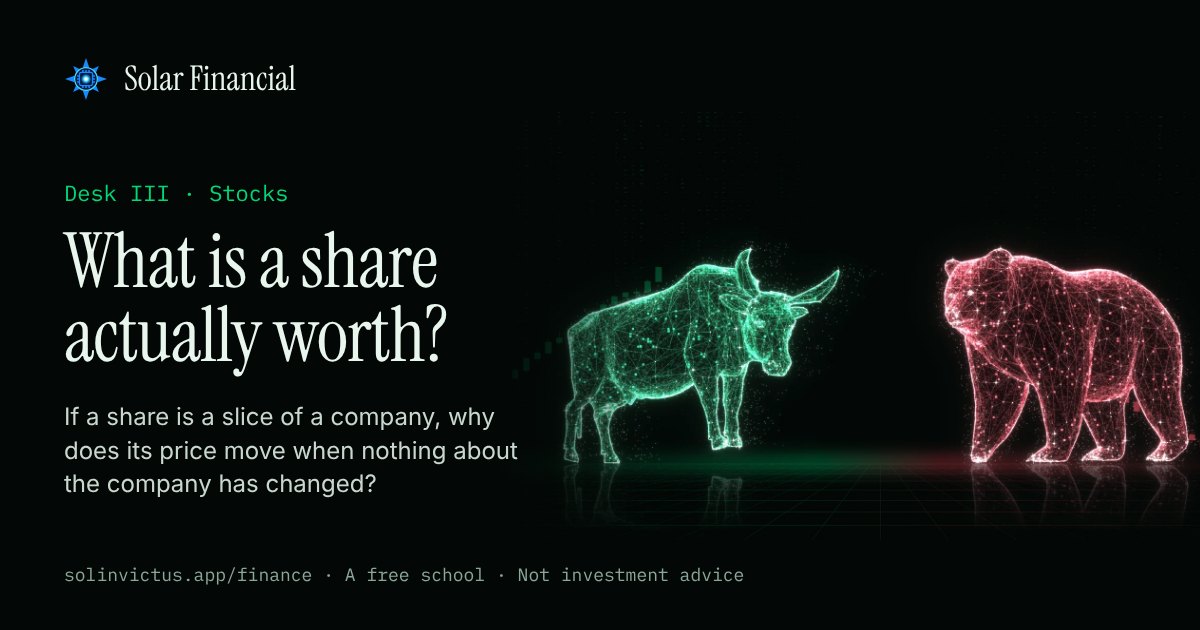 Solar Financial
Desk III · Stocks
What is a share
actually worth?
If a share is a slice of a company, why
does its price move when nothing about
the company has changed?
solinvictus.app/finance · A free school · Not investment advice